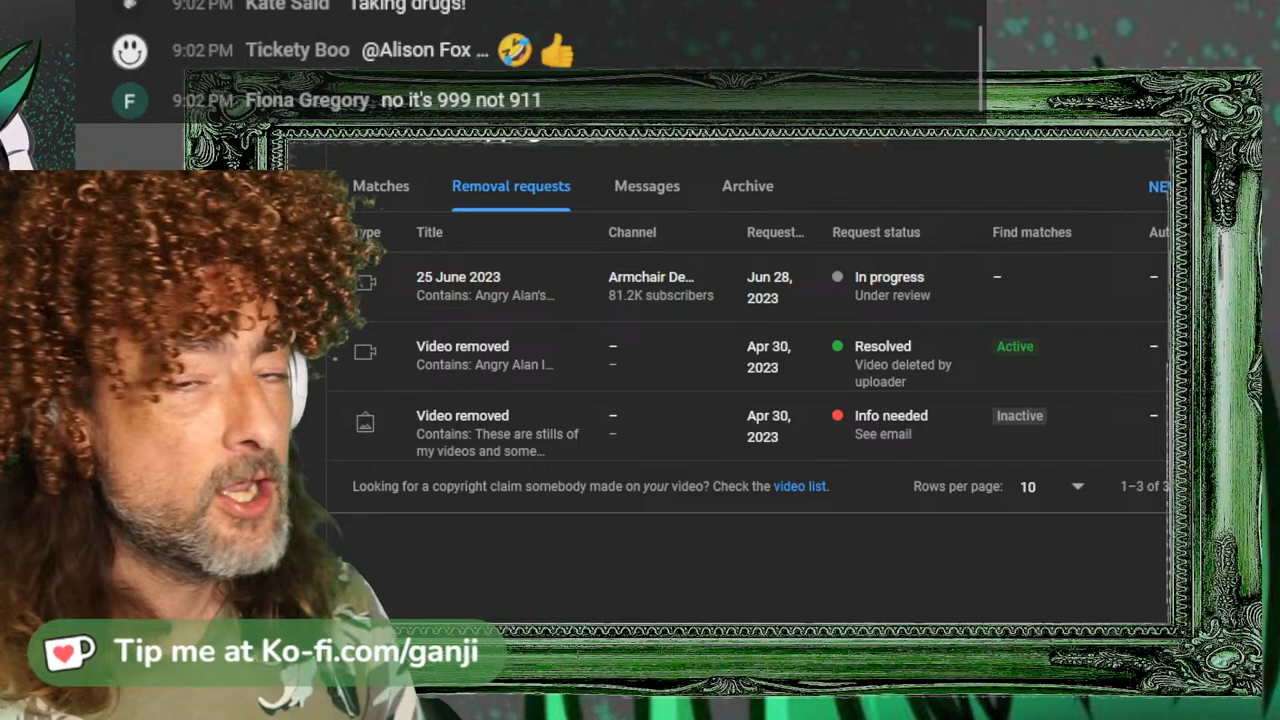 9:02 PM Kate Said Taking drugs!
9:02 PM Tickety Boo @Alison Fox ...
F 9:02 PM Fiona Gregory no it's 999 not 911
Matches Removal requests Messages Archive
Title Channel Request... Request status Find matches
25 June 2023 Armchair De... Jun 28, In progress –
Contains: Angry Alan's... 81.2K subscribers 2023 Under review
Video removed – Apr 30, Resolved Active –
Contains: Angry Alan I... – 2023 Video deleted by
uploader
Video removed – Apr 30, Info needed Inactive –
Contains: These are stills of – 2023 See email
my videos and some...
Looking for a copyright claim somebody made on your video? Check the video list. Rows per page: 10 1–3 of 3
Tip me at Ko-fi.com/ganji